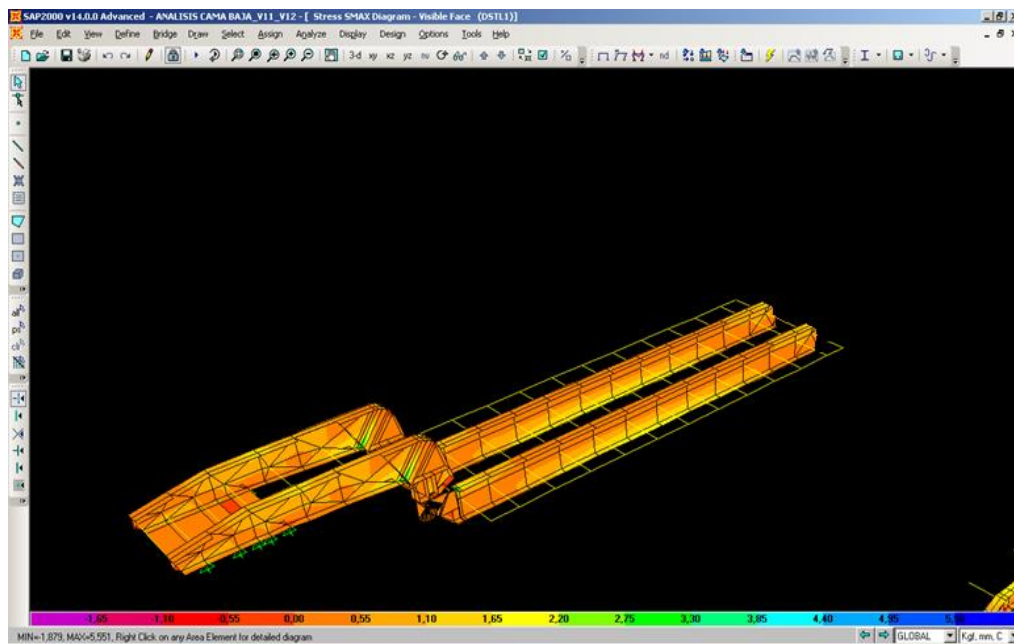 SAP2000 v14.0.0 Advanced - ANALISIS CAMA BAJA_V11_V12 - [ Stress SMAX Diagram - Visible Face (DSTL1)]
File Edit View Define Bridge Draw Select Assign Analyze Display Design Options Tools Help
3-d xy xz yz nv nd
all
-1,65 -1,10 -0,55 0,00 0,55 1,10 1,65 2,20 2,75 3,30 3,85 4,40 4,95
MIN=-1,879, MAX=5,551, Right Click on any Area Element for detailed diagram GLOBAL Kgf, mm, C